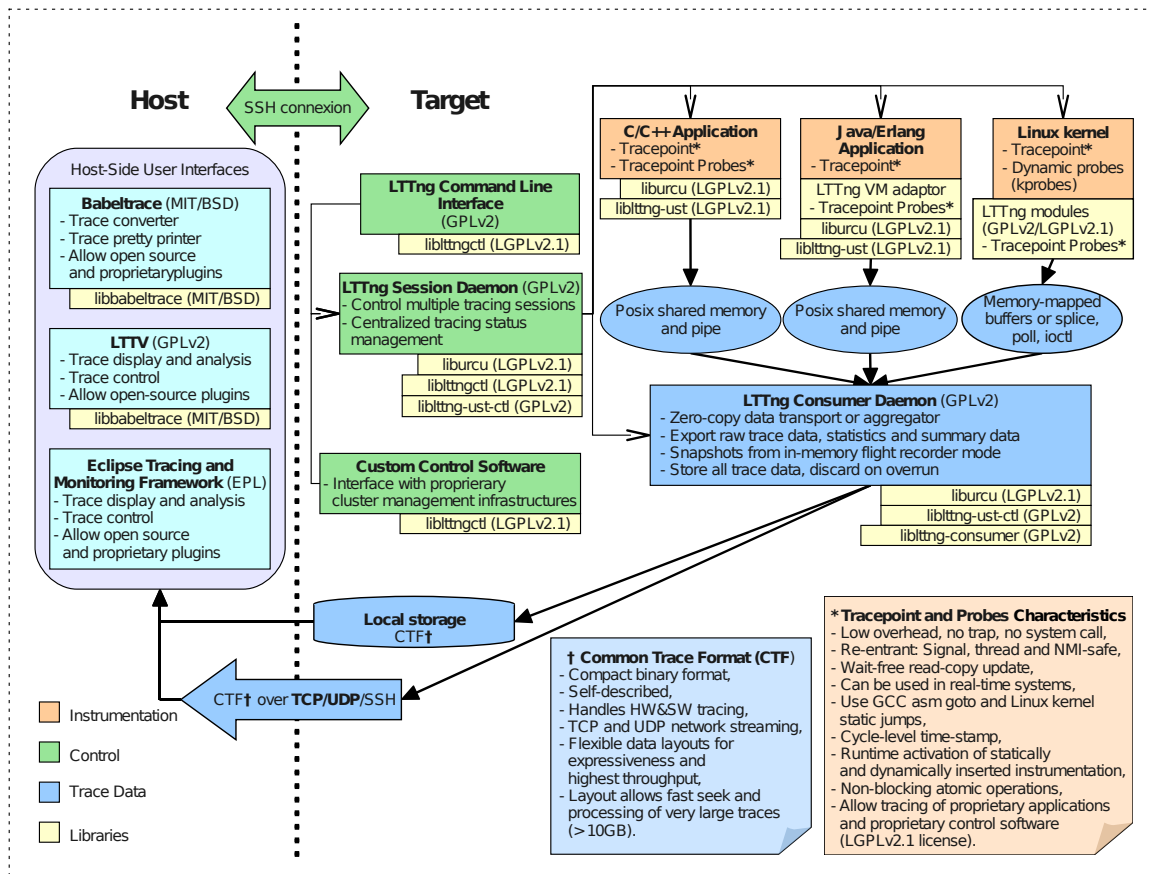 Host
SSH connexion
Target
Host-Side User Interfaces
Babeltrace (MIT/BSD)
- Trace converter
- Trace pretty printer
- Allow open source
and proprietaryplugins
libbabeltrace (MIT/BSD)
LTTV (GPLv2)
- Trace display and analysis
- Trace control
- Allow open-source plugins
libbabeltrace (MIT/BSD)
Eclipse Tracing and
Monitoring Framework (EPL)
- Trace display and analysis
- Trace control
- Allow open source
and proprietary plugins
LTTng Command Line
Interface
(GPLv2)
liblttngctl (LGPLv2.1)
LTTng Session Daemon (GPLv2)
- Control multiple tracing sessions
- Centralized tracing status
management
liburcu (LGPLv2.1)
liblttngctl (LGPLv2.1)
liblttng-ust-ctl (GPLv2)
Custom Control Software
- Interface with proprierary
cluster management infrastructures
liblttngctl (LGPLv2.1)
C/C++ Application
- Tracepoint*
- Tracepoint Probes*
liburcu (LGPLv2.1)
liblttng-ust (LGPLv2.1)
Java/Erlang
Application
- Tracepoint*
LTTng VM adaptor
- Tracepoint Probes*
liburcu (LGPLv2.1)
liblttng-ust (LGPLv2.1)
Linux kernel
- Tracepoint*
- Dynamic probes
(kprobes)
LTTng modules
(GPLv2/LGPLv2.1)
- Tracepoint Probes*
Posix shared memory
and pipe
Posix shared memory
and pipe
Memory-mapped
buffers or splice,
poll, ioctl
LTTng Consumer Daemon (GPLv2)
- Zero-copy data transport or aggregator
- Export raw trace data, statistics and summary data
- Snapshots from in-memory flight recorder mode
- Store all trace data, discard on overrun
liburcu (LGPLv2.1)
liblttng-ust-ctl (GPLv2)
liblttng-consumer (GPLv2)
Local storage
CTF†
CTF† over TCP/UDP/SSH
Instrumentation
Control
Trace Data
Libraries
† Common Trace Format (CTF)
- Compact binary format,
- Self-described,
- Handles HW&SW tracing,
- TCP and UDP network streaming,
- Flexible data layouts for
expressiveness and
highest throughput,
- Layout allows fast seek and
processing of very large traces
(>10GB).
* Tracepoint and Probes Characteristics
- Low overhead, no trap, no system call,
- Re-entrant: Signal, thread and NMI-safe,
- Wait-free read-copy update,
- Can be used in real-time systems,
- Use GCC asm goto and Linux kernel
static jumps,
- Cycle-level time-stamp,
- Runtime activation of statically
and dynamically inserted instrumentation,
- Non-blocking atomic operations,
- Allow tracing of proprietary applications
and proprietary control software
(LGPLv2.1 license).